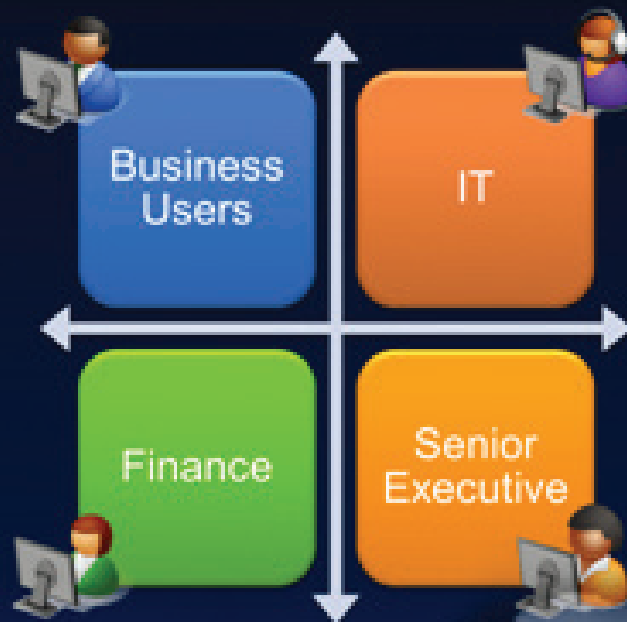 Business
Users
IT
Finance
Senior
Executive